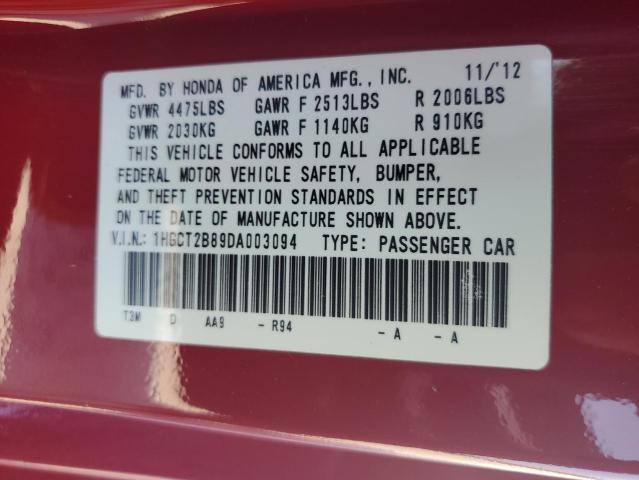 MFD. BY HONDA OF AMERICA MFG., INC. 11/'12
GVWR 4475LBS GAWR F 2513LBS R 2006LBS
GVWR 2030KG GAWR F 1140KG R 910KG
THIS VEHICLE CONFORMS TO ALL APPLICABLE
FEDERAL MOTOR VEHICLE SAFETY, BUMPER,
AND THEFT PREVENTION STANDARDS IN EFFECT
ON THE DATE OF MANUFACTURE SHOWN ABOVE.
V.I.N.: 1HGCT2B89DA003094 TYPE: PASSENGER CAR
T3M D AA9 - R94 - A - A